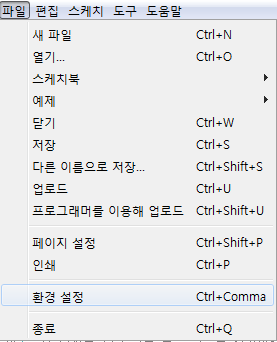 파일 편집 스케치 도구 도움말
새 파일 Ctrl+N
열기... Ctrl+O
스케치북
예제
닫기 Ctrl+W
저장 Ctrl+S
다른 이름으로 저장... Ctrl+Shift+S
업로드 Ctrl+U
프로그래머를 이용해 업로드 Ctrl+Shift+U
페이지 설정 Ctrl+Shift+P
인쇄 Ctrl+P
환경 설정 Ctrl+Comma
종료 Ctrl+Q